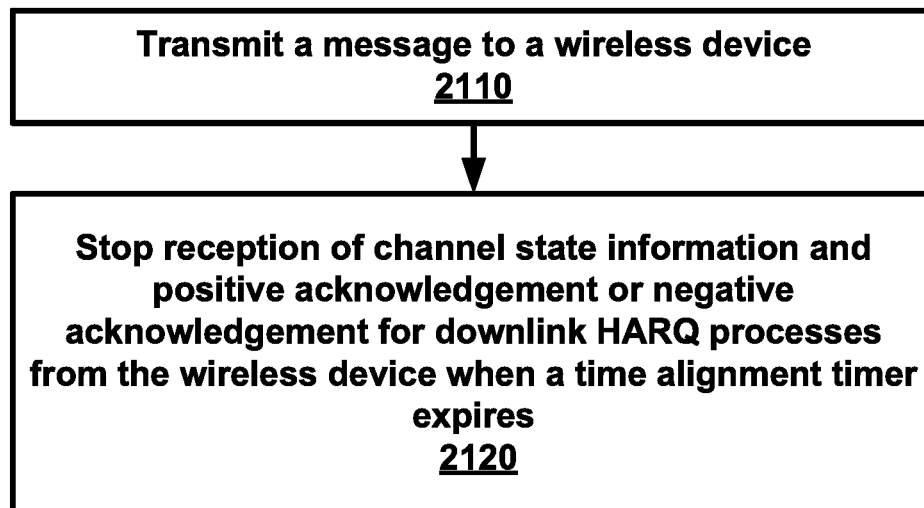 Transmit a message to a wireless device
2110
Stop reception of channel state information and
positive acknowledgement or negative
acknowledgement for downlink HARQ processes
from the wireless device when a time alignment timer
expires
2120